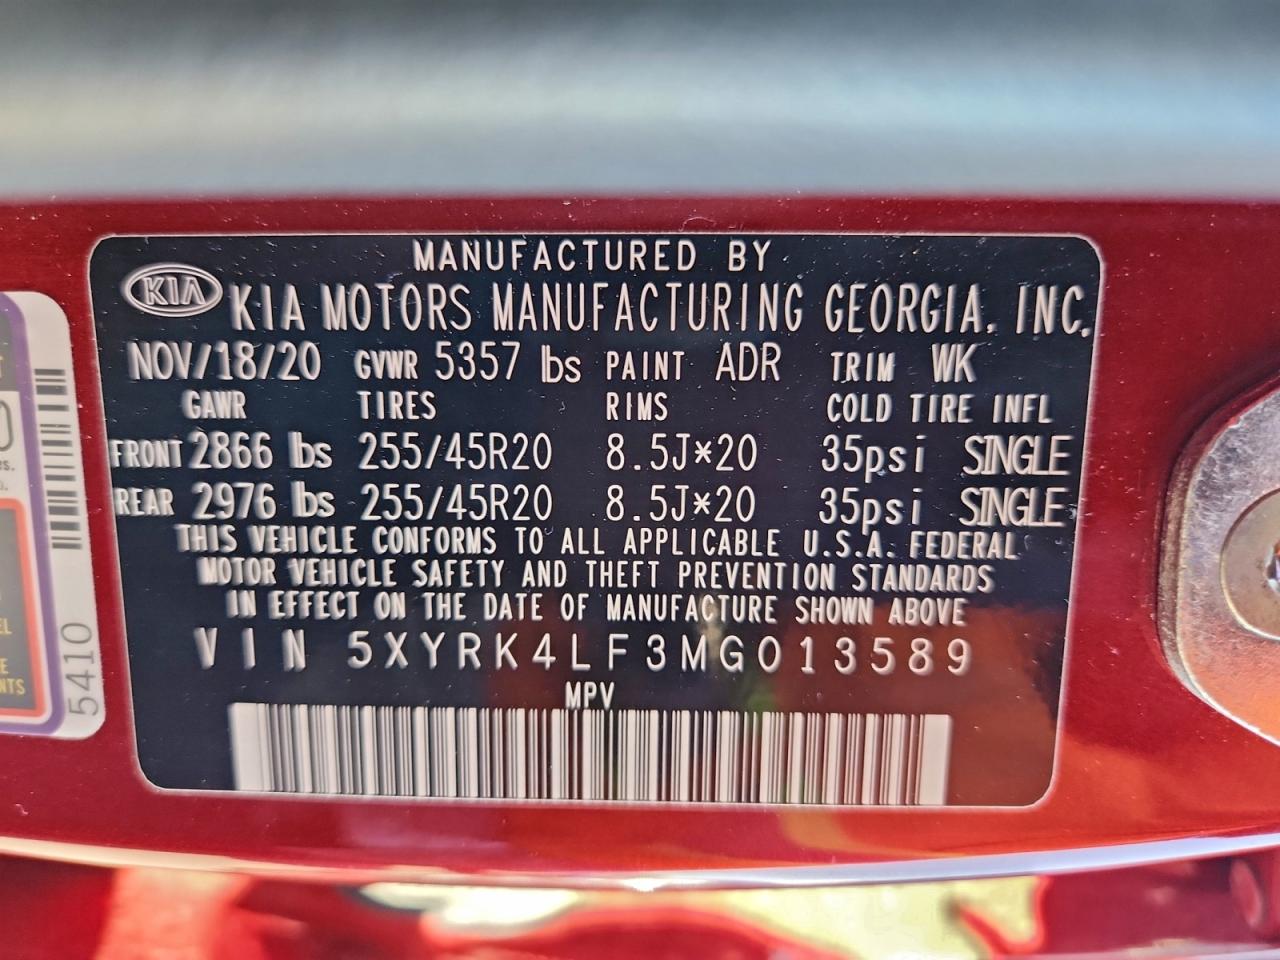 MANUFACTURED BY
KIA KIA MOTORS MANUFACTURING GEORGIA, INC.
NOV/18/20 GVWR 5357 lbs PAINT ADR TRIM WK
GAWR TIRES RIMS COLD TIRE INFL
FRONT 2866 lbs 255/45R20 8.5J*20 35psi SINGLE
REAR 2976 lbs 255/45R20 8.5J*20 35psi SINGLE
THIS VEHICLE CONFORMS TO ALL APPLICABLE U.S.A. FEDERAL
MOTOR VEHICLE SAFETY AND THEFT PREVENTION STANDARDS
IN EFFECT ON THE DATE OF MANUFACTURE SHOWN ABOVE
VIN 5XYRK4LF3MG013589
MPV
5410